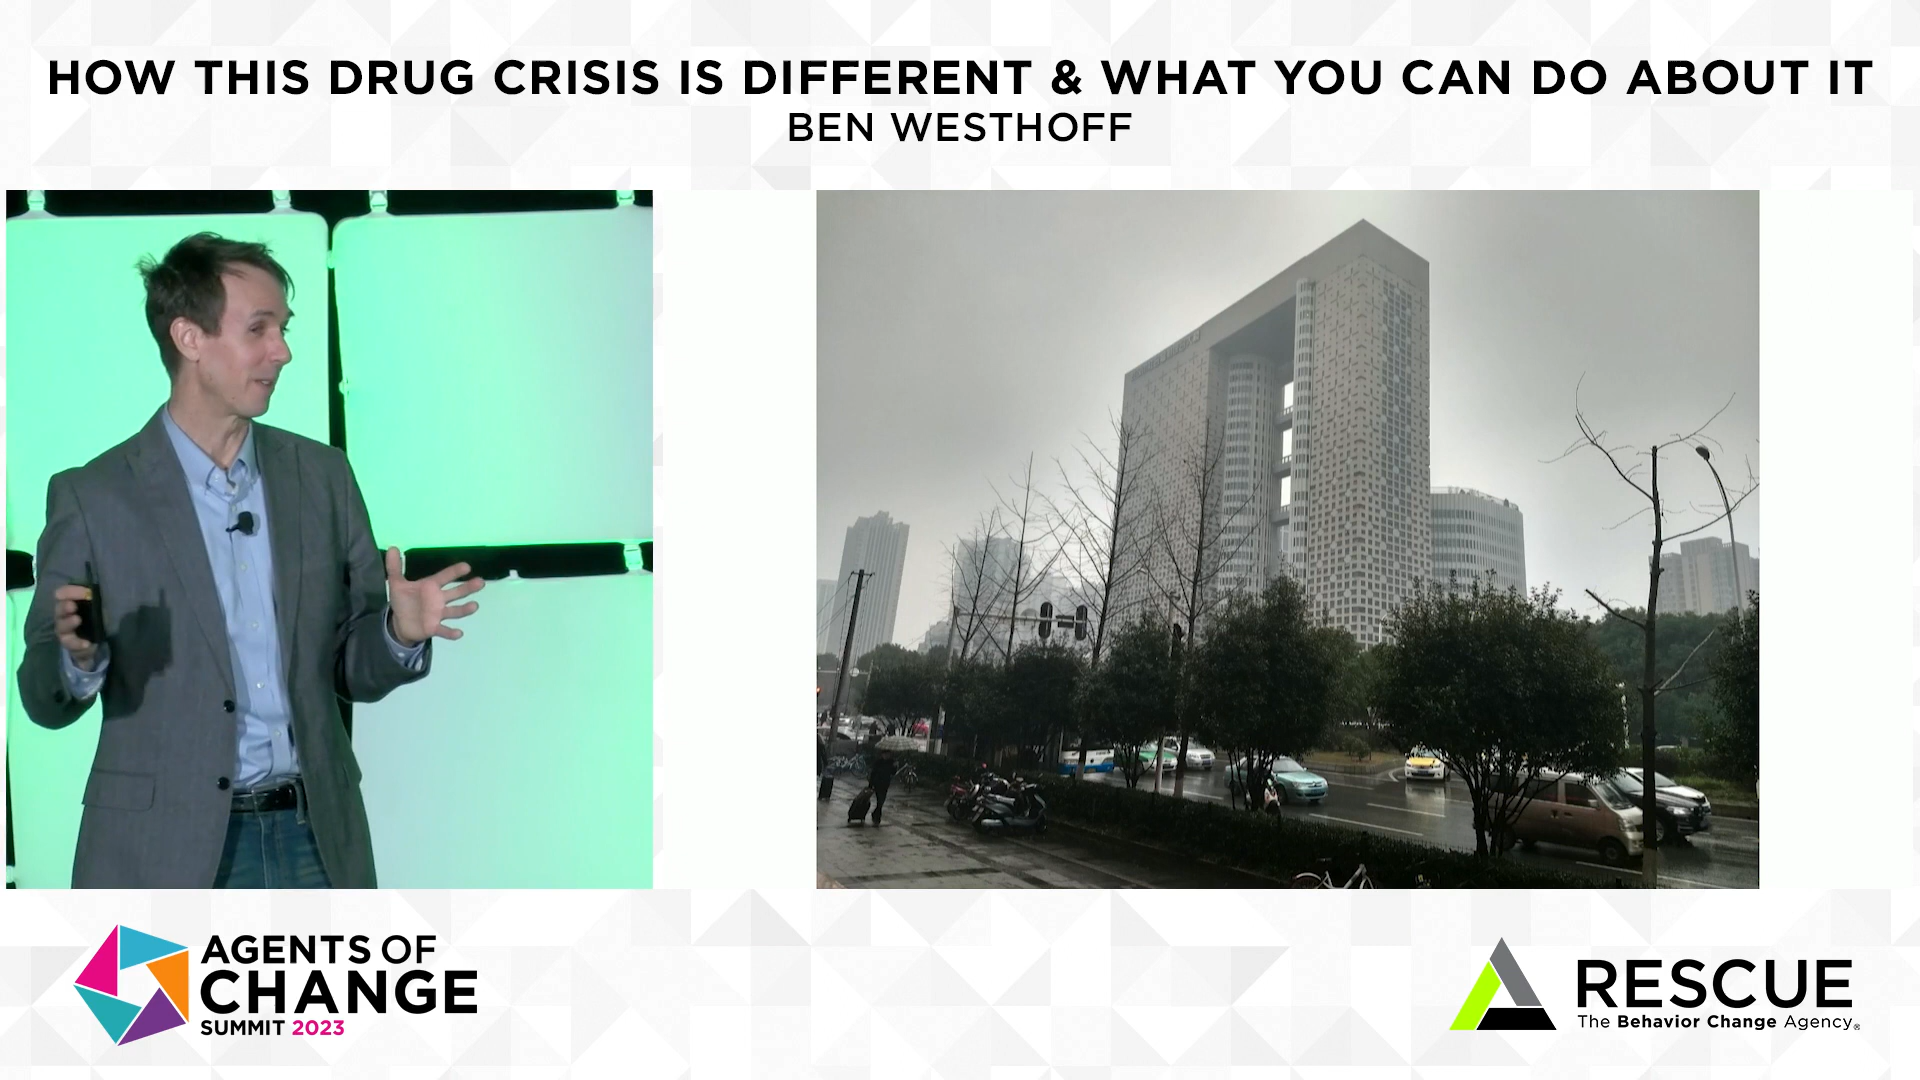 HOW THIS DRUG CRISIS IS DIFFERENT & WHAT YOU CAN DO ABOUT IT
BEN WESTHOFF
AGENTS OF
CHANGE
SUMMIT 2023
RESCUE
The Behavior Change Agency®